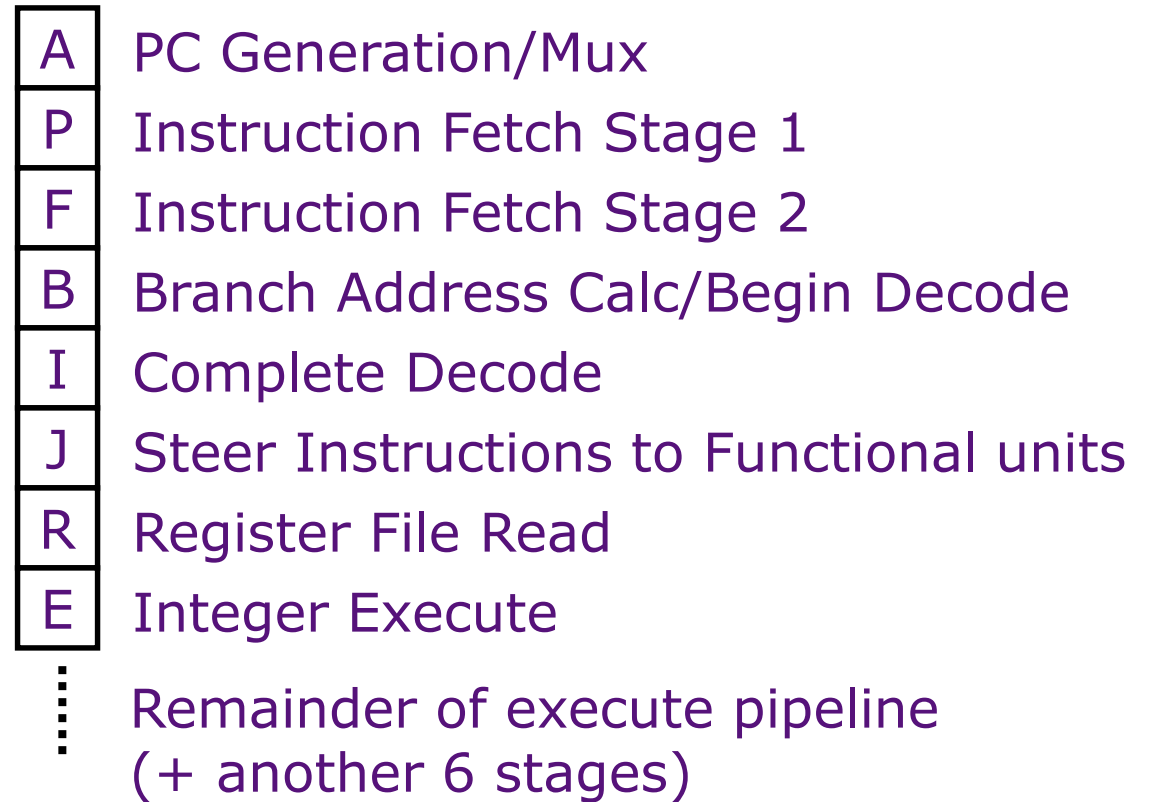 A PC Generation/Mux
P Instruction Fetch Stage 1
F Instruction Fetch Stage 2
B Branch Address Calc/Begin Decode
I Complete Decode
J Steer Instructions to Functional units
R Register File Read
E Integer Execute
Remainder of execute pipeline
(+ another 6 stages)